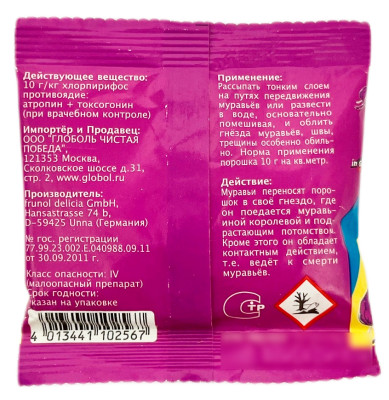 Действующее вещество:
10 г/кг хлорпирифос
противоядие:
атропин + токсогонин
(при врачебном контроле)
Импортёр и Продавец:
ООО "ГЛОБОЛЬ ЧИСТАЯ
ПОБЕДА",
121353 Москва,
Сколковское шоссе д.31,
стр. 2, www.globol.ru
Производитель:
frunol delicia GmbH,
Hansastrasse 74 b,
D-59425 Unna (Германия)
№ гос. регистрации
77.99.23.002.Е.040988.09.11
от 30.09.2011 г.
Класс опасности: IV
(малоопасный препарат)
Срок годности:
указан на упаковке
4 013441 102567
Применение:
Рассыпать тонким слоем
на путях передвижения
муравьёв или развести
в воде, основательно
помешивая, и облить
гнёзда муравьёв, швы,
трещины особенно обиль-
но. Норма применения
порошка 10 г на кв.метр.
Действие:
Муравьи переносят поро-
шок в своё гнездо, где
он поедается муравь-
иной королевой и под-
растающим потомством.
Кроме этого он обладает
контактным действием,
т.е. ведёт к смерти
муравьёв.